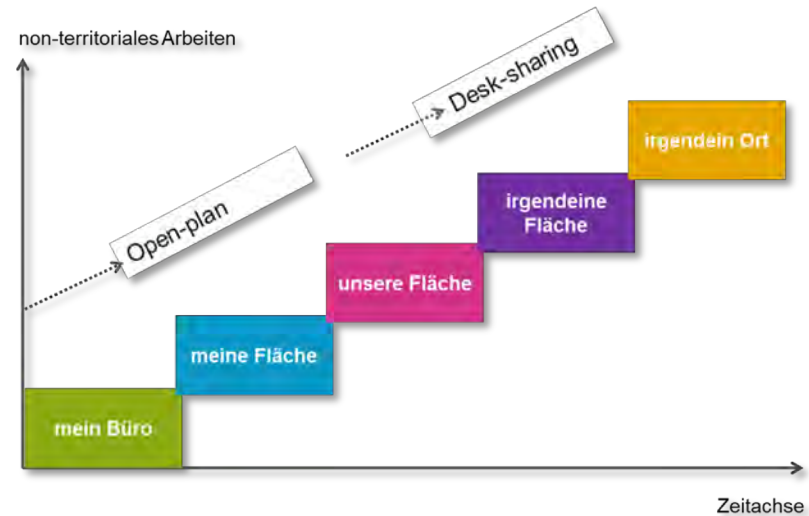 non-territoriales Arbeiten
Desk-sharing
Open-plan
irgendein Ort
irgendeine
Fläche
unsere Fläche
meine Fläche
mein Büro
Zeitachse